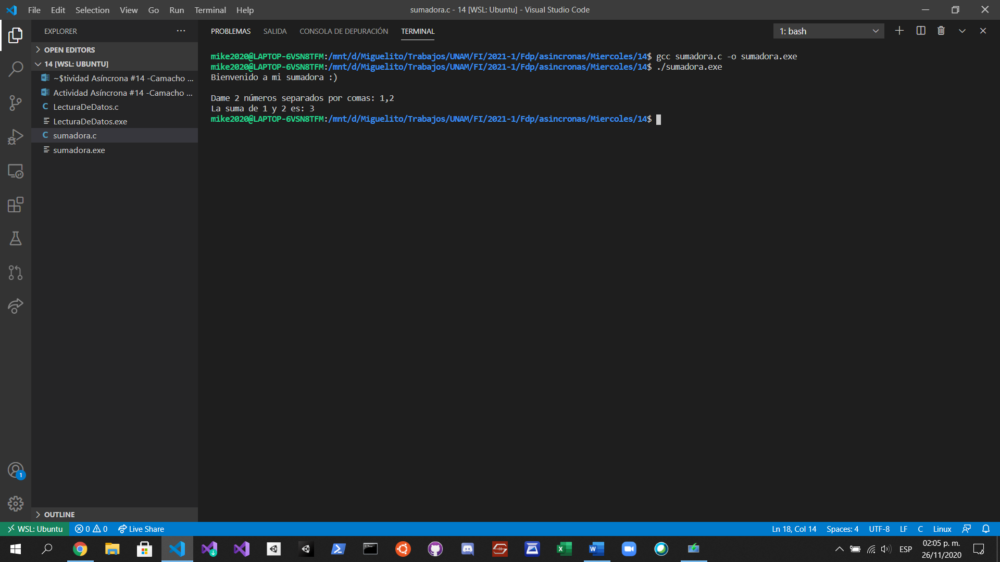 File Edit Selection View Go Run Terminal Help
sumadora.c - 14 [WSL: Ubuntu] - Visual Studio Code
EXPLORER
OPEN EDITORS
14 [WSL: UBUNTU]
~$tividad Asíncrona #14 -Camacho ...
Actividad Asíncrona #14 -Camacho ...
LecturaDeDatos.c
LecturaDeDatos.exe
sumadora.c
sumadora.exe
OUTLINE
PROBLEMAS SALIDA CONSOLA DE DEPURACIÓN TERMINAL
1: bash
mike2020@LAPTOP-6VSN8TFM:/mnt/d/Miguelito/Trabajos/UNAM/FI/2021-1/Fdp/asincronas/Miercoles/14$ gcc sumadora.c -o sumadora.exe
mike2020@LAPTOP-6VSN8TFM:/mnt/d/Miguelito/Trabajos/UNAM/FI/2021-1/Fdp/asincronas/Miercoles/14$ ./sumadora.exe
Bienvenido a mi sumadora :)
Dame 2 números separados por comas: 1,2
La suma de 1 y 2 es: 3
mike2020@LAPTOP-6VSN8TFM:/mnt/d/Miguelito/Trabajos/UNAM/FI/2021-1/Fdp/asincronas/Miercoles/14$
1
WSL: Ubuntu 0 0 Live Share
Ln 18, Col 14 Spaces: 4 UTF-8 LF C Linux
ESP
02:05 p. m.
26/11/2020